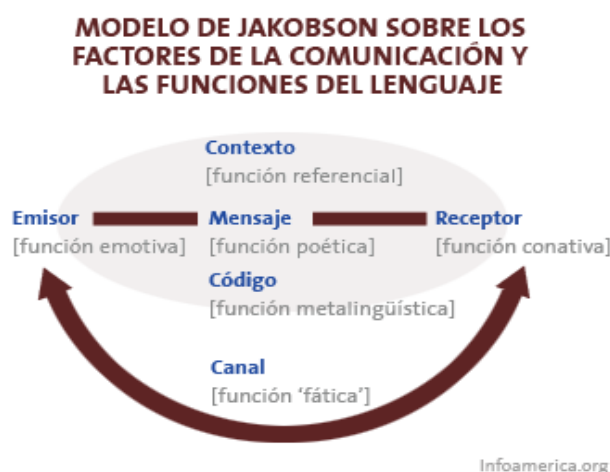 MODELO DE JAKOBSON SOBRE LOS
FACTORES DE LA COMUNICACIÓN Y
LAS FUNCIONES DEL LENGUAJE
Contexto
[función referencial]
Emisor
[función emotiva]
Mensaje
[función poética]
Receptor
[función conativa]
Código
[función metalingüística]
Canal
[función ‘fática’]
Infoamerica.org